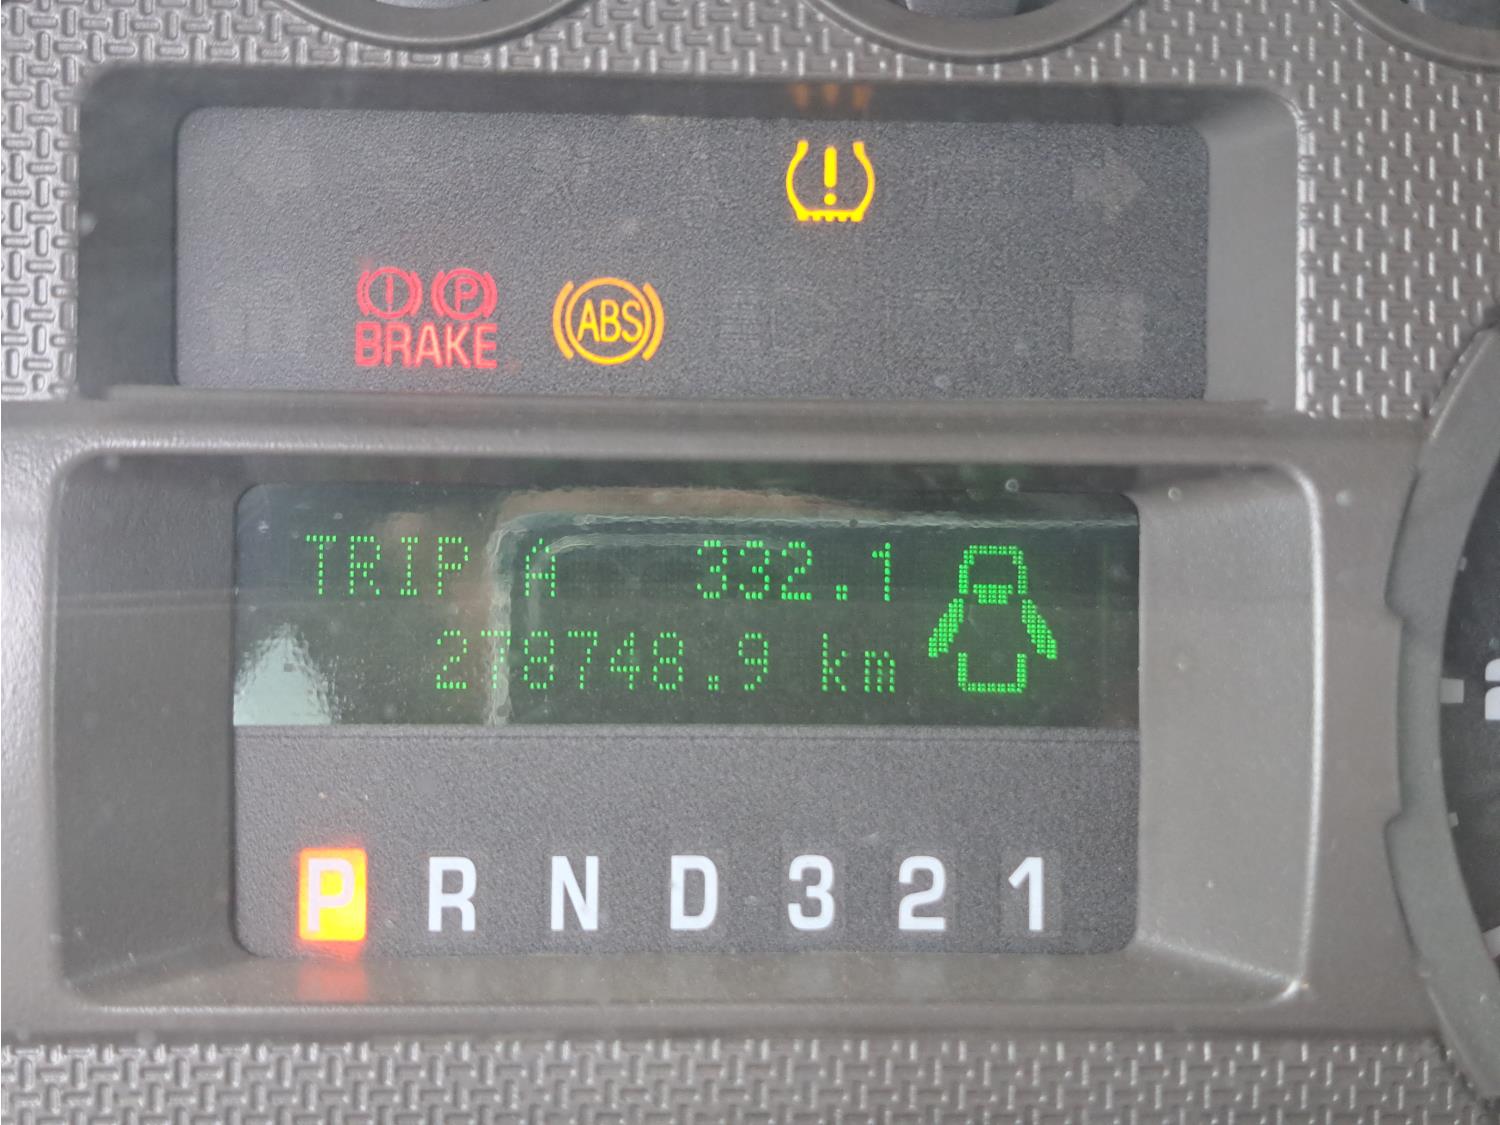 !
! P
BRAKE
ABS
TRIP A 332.1
278748.9 km
P R N D 3 2 1